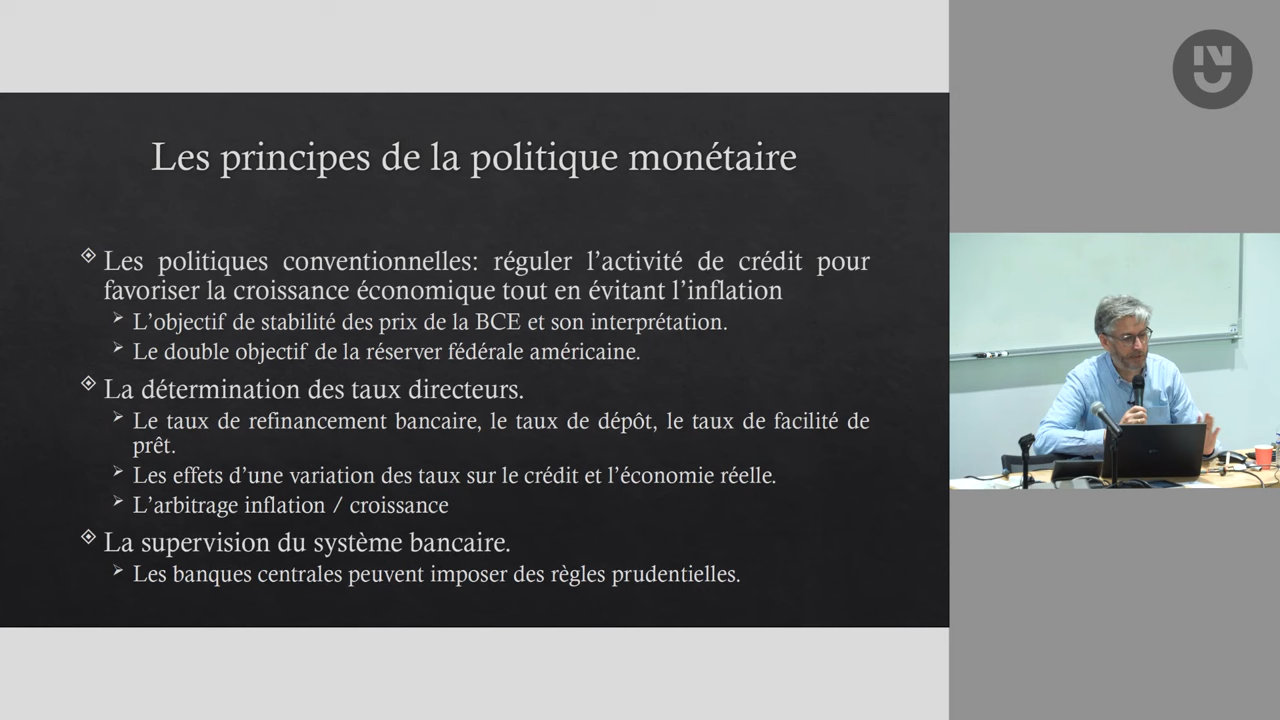 Les principes de la politique monétaire
Les politiques conventionnelles: réguler l’activité de crédit pour
favoriser la croissance économique tout en évitant l’inflation
L’objectif de stabilité des prix de la BCE et son interprétation.
Le double objectif de la réserver fédérale américaine.
La détermination des taux directeurs.
Le taux de refinancement bancaire, le taux de dépôt, le taux de facilité de
prêt.
Les effets d’une variation des taux sur le crédit et l’économie réelle.
L’arbitrage inflation / croissance
La supervision du système bancaire.
Les banques centrales peuvent imposer des règles prudentielles.